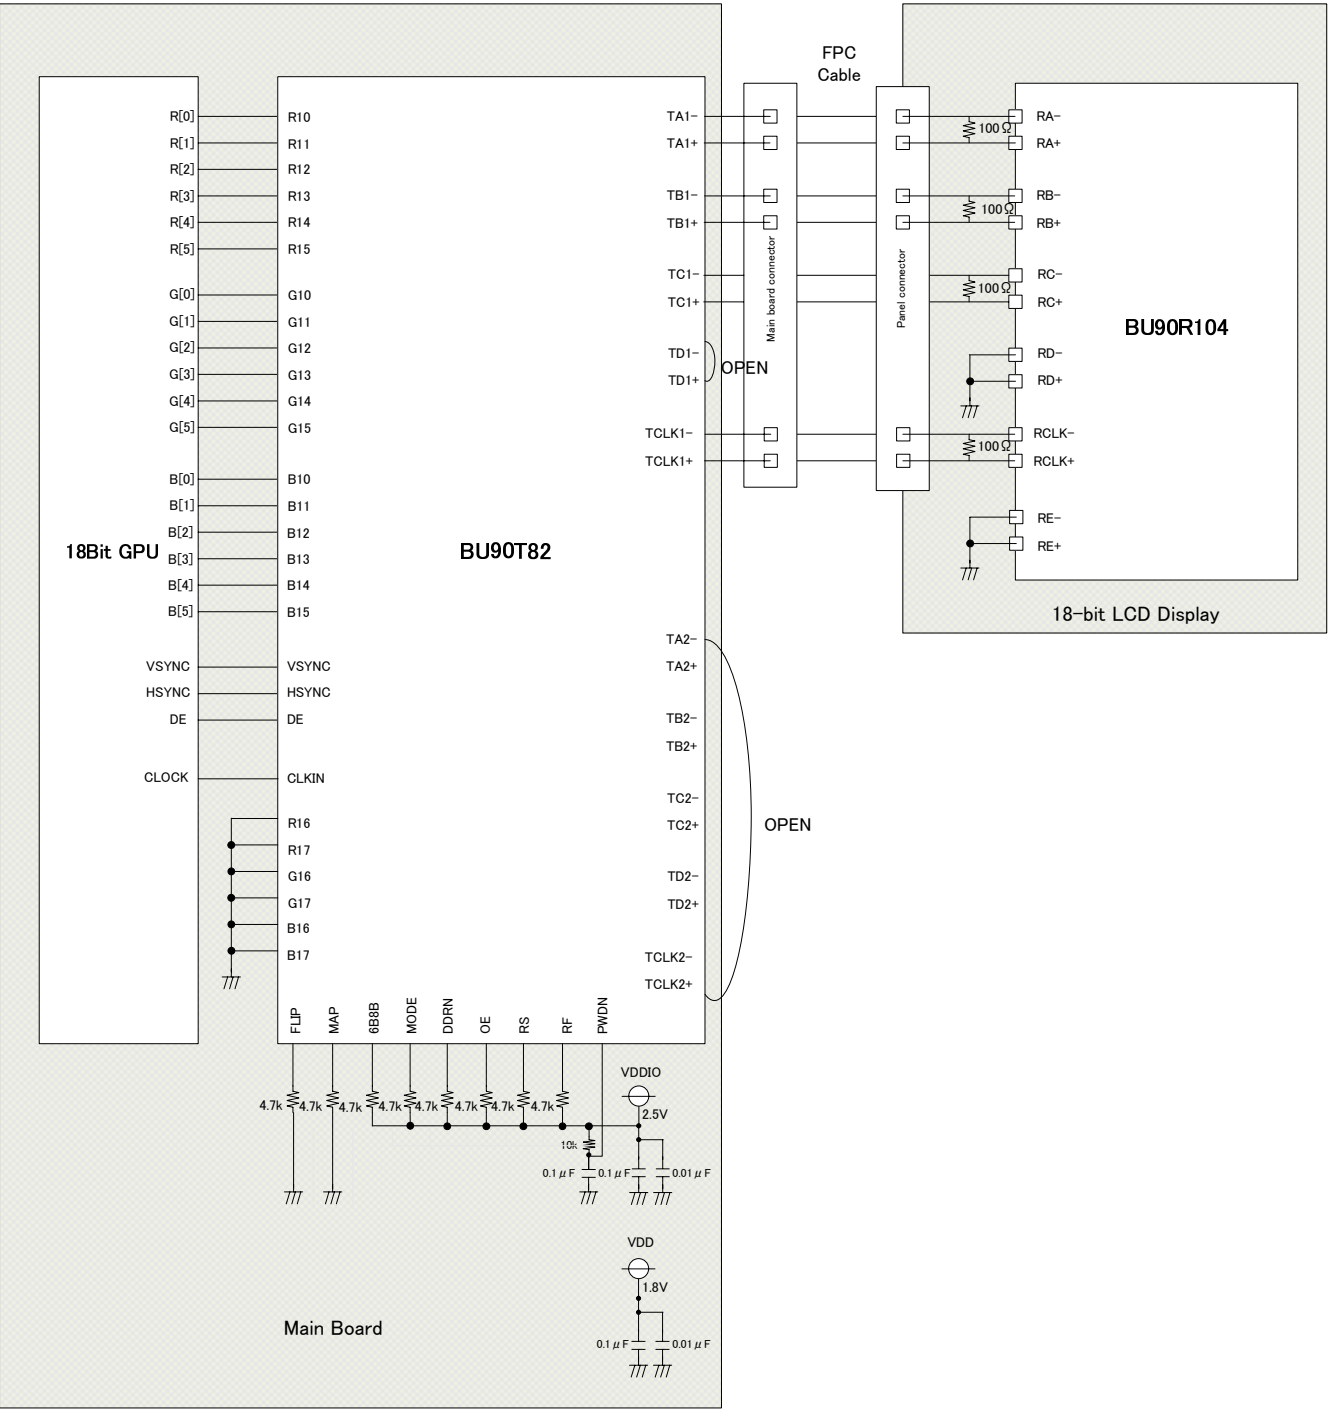 FPC
Cable
R[0]
R[1]
R[2]
R[3]
R[4]
R[5]
G[0]
G[1]
G[2]
G[3]
G[4]
G[5]
B[0]
B[1]
B[2]
B[3]
B[4]
B[5]
18Bit GPU
VSYNC
HSYNC
DE
CLOCK
R10
R11
R12
R13
R14
R15
G10
G11
G12
G13
G14
G15
B10
B11
B12
B13
B14
B15
VSYNC
HSYNC
DE
CLKIN
R16
R17
G16
G17
B16
B17
BU90T82
TA1-
TA1+
TB1-
TB1+
TC1-
TC1+
TD1-
TD1+
OPEN
TCLK1-
TCLK1+
TA2-
TA2+
TB2-
TB2+
TC2-
TC2+
TD2-
TD2+
TCLK2-
TCLK2+
OPEN
FLIP
MAP
6B8B
MODE
DDRN
OE
RS
RF
PWDN
4.7k
4.7k
4.7k
4.7k
4.7k
4.7k
4.7k
4.7k
10k
VDDIO
2.5V
0.1μF
0.1μF
0.01μF
VDD
1.8V
0.1μF
0.01μF
Main Board
Main board connector
Panel connector
100Ω
100Ω
100Ω
100Ω
RA-
RA+
RB-
RB+
RC-
RC+
RD-
RD+
RCLK-
RCLK+
RE-
RE+
BU90R104
18-bit LCD Display